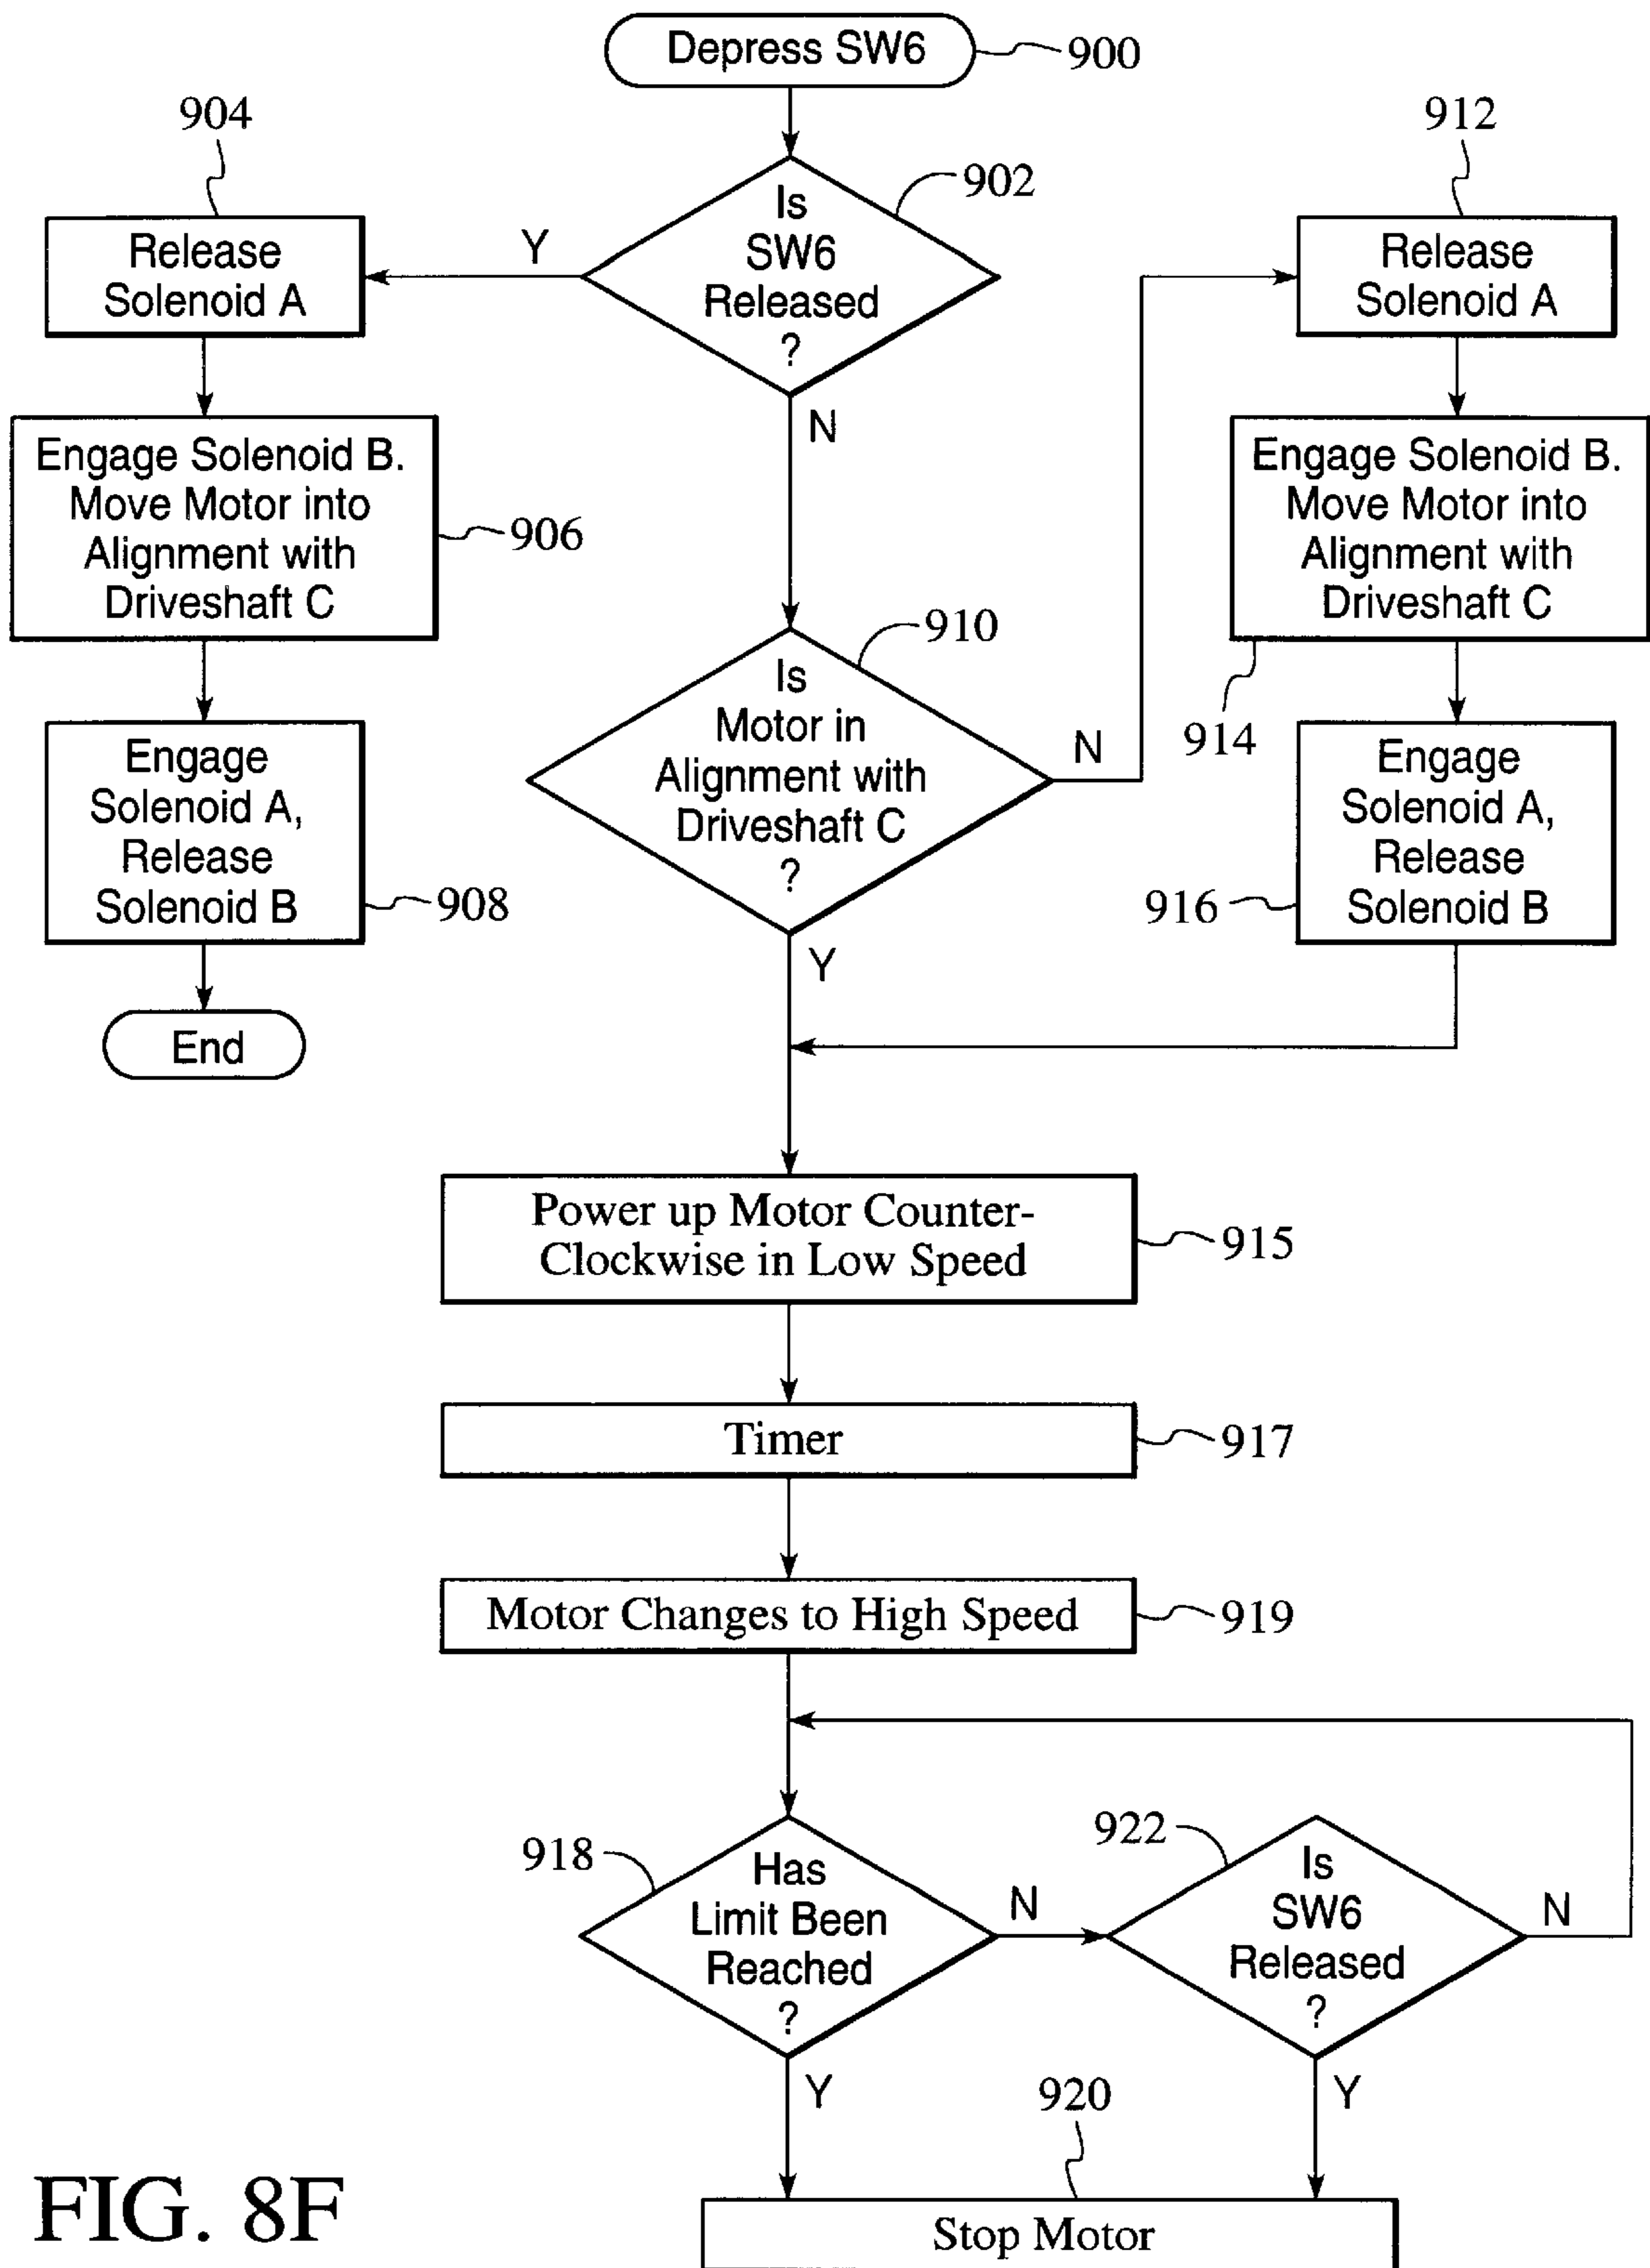 Depress SW6
900
904
912
902
Is
SW6
Released
?
Y
N
Release
Solenoid A
Release
Solenoid A
Engage Solenoid B.
Move Motor into
Alignment with
Driveshaft C
906
Engage Solenoid B.
Move Motor into
Alignment with
Driveshaft C
914
910
Is
Motor in
Alignment with
Driveshaft C
?
N
Y
Engage
Solenoid A,
Release
Solenoid B
908
Engage
Solenoid A,
Release
Solenoid B
916
End
Power up Motor Counter-
Clockwise in Low Speed
915
Timer
917
Motor Changes to High Speed
919
918
Has
Limit Been
Reached
?
N
Y
922
Is
SW6
Released
?
N
Y
920
Stop Motor
FIG. 8F